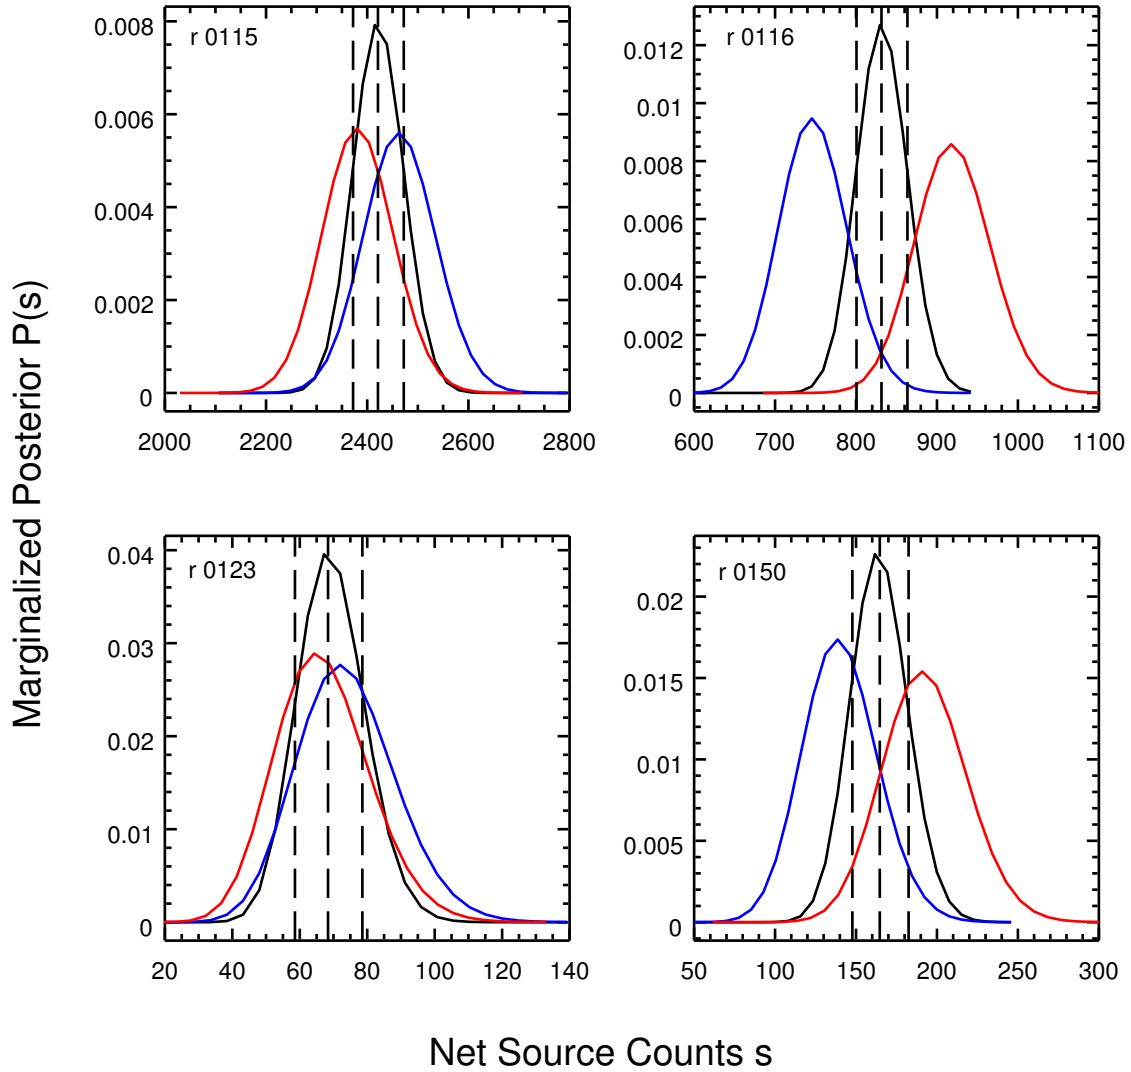 Marginalized Posterior P(s)
r 0115
0.008
0.006
0.004
0.002
0
2000 2200 2400 2600 2800
r 0116
0.012
0.01
0.008
0.006
0.004
0.002
0
600 700 800 900 1000 1100
r 0123
0.04
0.03
0.02
0.01
0
20 40 60 80 100 120 140
r 0150
0.02
0.015
0.01
0.005
0
50 100 150 200 250 300
Net Source Counts s